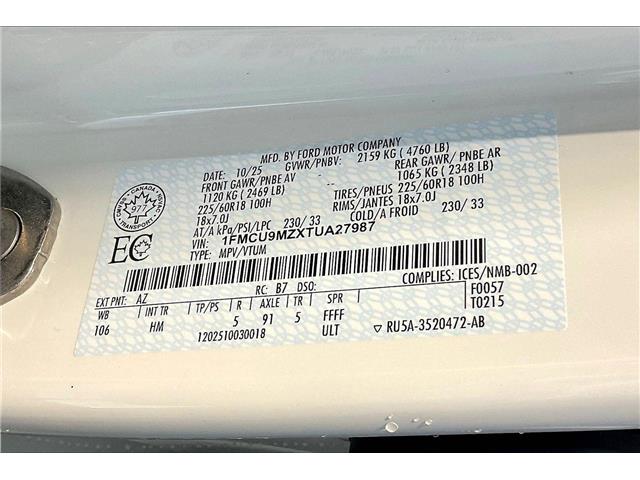 MFD. BY FORD MOTOR COMPANY
DATE: 10/25 GVWR/PNBV: 2159 KG ( 4760 LB)
FRONT GAWR/ PNBE AV REAR GAWR/ PNBE AR
1120 KG ( 2469 LB) 1065 KG ( 2348 LB)
225/60R18 100H TIRES/PNEUS 225/60R18 100H
18x7.0J RIMS/JANTES 18x7.0J
AT/A kPa/PSI/LPC 230/ 33 COLD/A FROID 230/ 33
VIN: 1FMCU9MZXTUA27987
TYPE: MPV/VTUM
CANADA
977
TRANSPORT
EC
RC: B7 DSO: COMPLIES: ICES/NMB-002
EXT PNT: AZ F0057
WB INT TR TP/PS R AXLE TR SPR T0215
106 HM 5 91 5 FFFF
1202510030018 ULT RU5A-3520472-AB